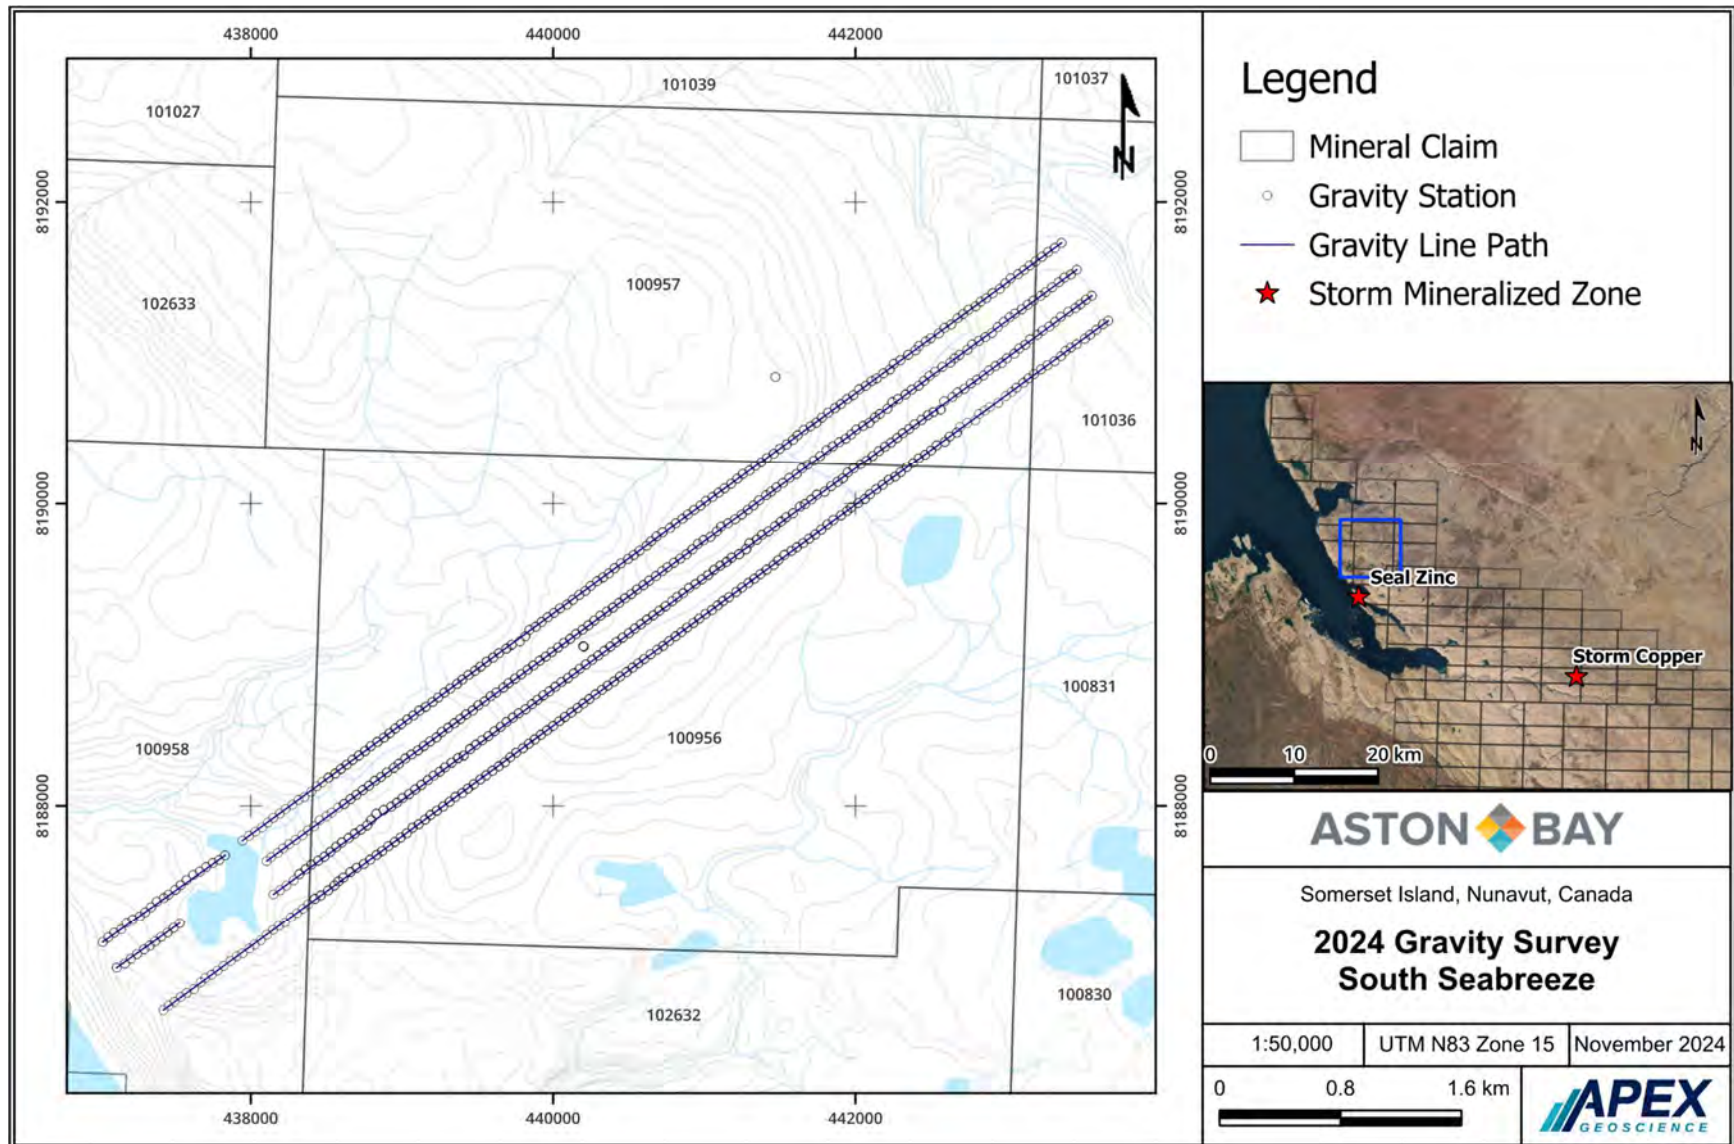 438000
440000
442000
101039
101037
101027
8192000
8192000
102633
100957
101036
8190000
8190000
100831
100958
100956
8188000
8188000
100830
102632
438000
440000
442000
Legend
Mineral Claim
Gravity Station
Gravity Line Path
Storm Mineralized Zone
N
N
Seal Zinc
Storm Copper
0 10 20 km
ASTON BAY
Somerset Island, Nunavut, Canada
2024 Gravity Survey
South Seabreeze
1:50,000
UTM N83 Zone 15
November 2024
0 0.8 1.6 km
APEX
GEOSCIENCE